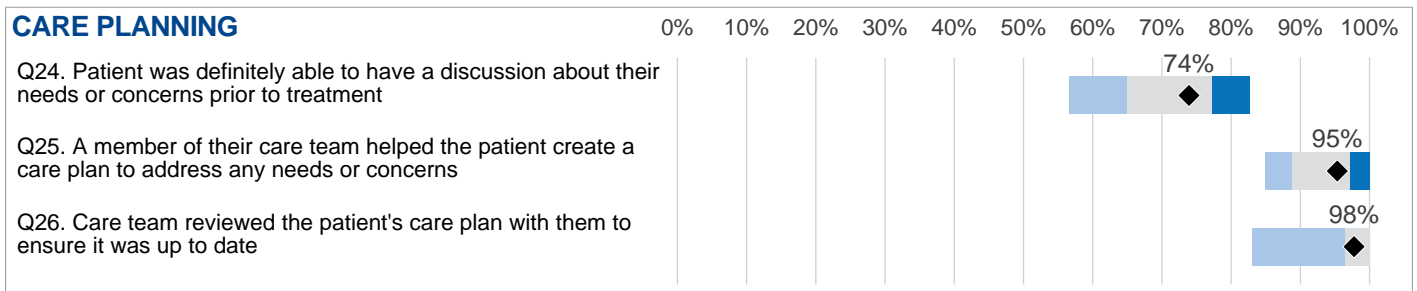 CARE PLANNING
0% 10% 20% 30% 40% 50% 60% 70% 80% 90% 100%
Q24. Patient was definitely able to have a discussion about their
needs or concerns prior to treatment
74%
Q25. A member of their care team helped the patient create a
care plan to address any needs or concerns
95%
Q26. Care team reviewed the patient's care plan with them to
ensure it was up to date
98%